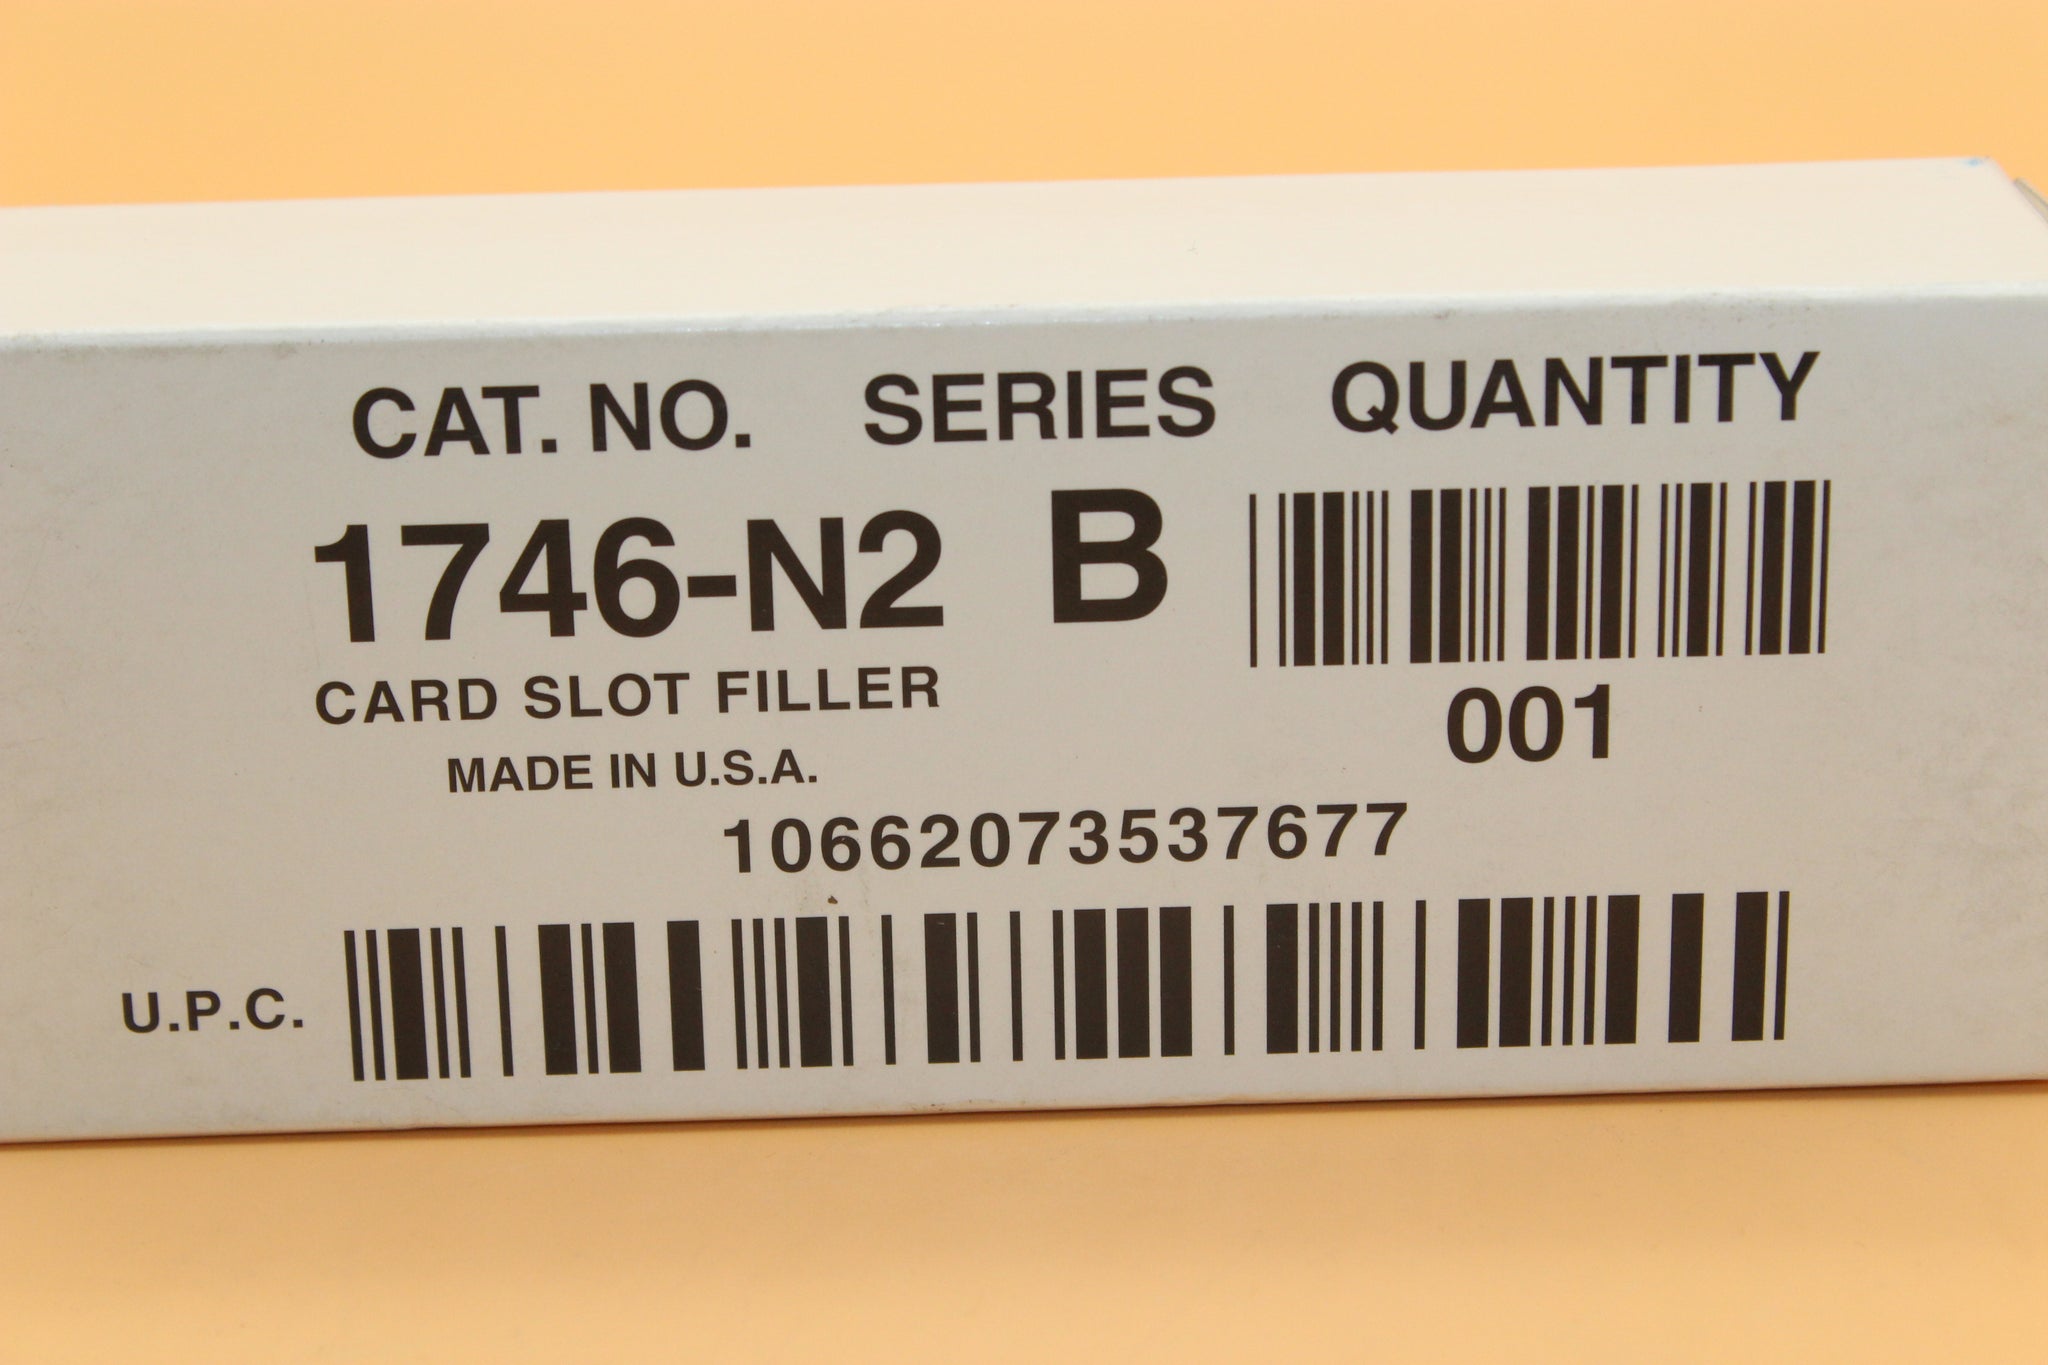 CAT. NO. SERIES QUANTITY
1746-N2 B
CARD SLOT FILLER
001
MADE IN U.S.A.
10662073537677
U.P.C.